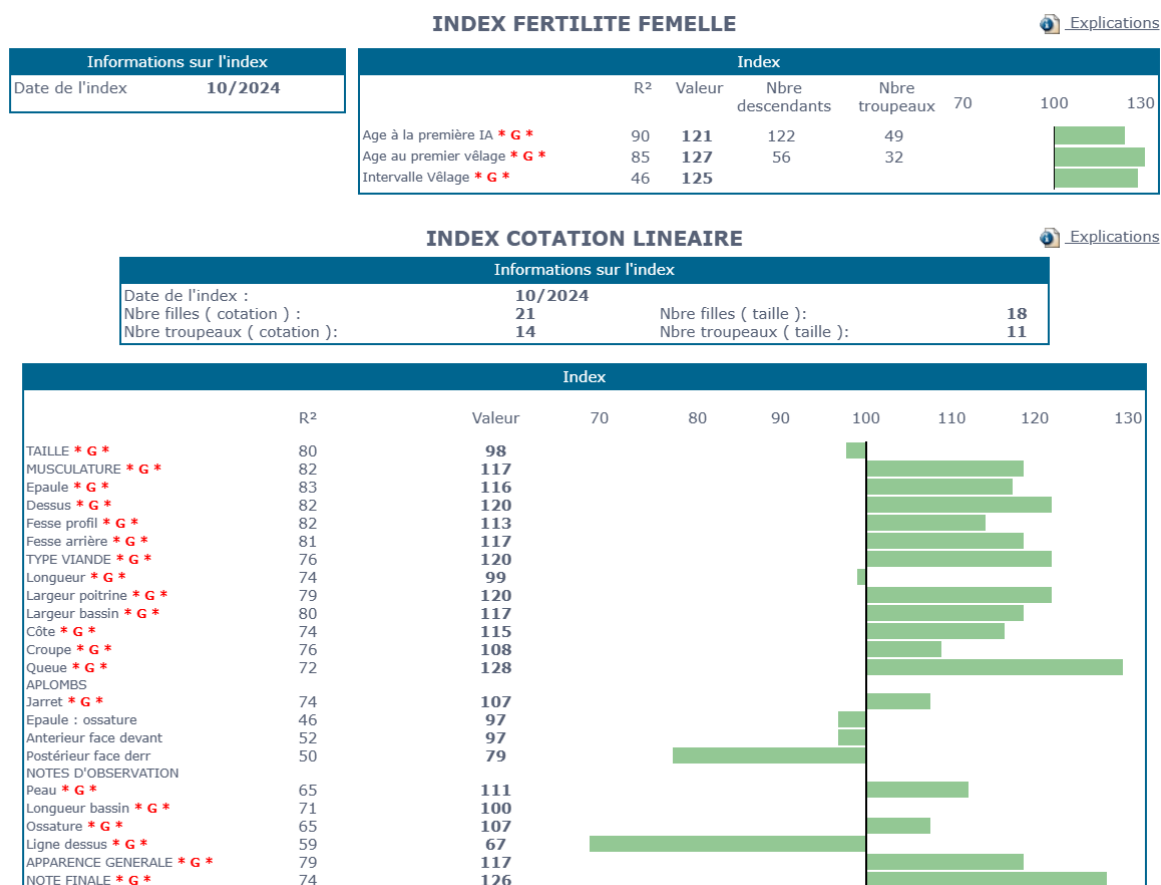 INDEX FERTILITE FEMELLE
Explications
Informations sur l'index
Date de l'index 10/2024
Index
R² Valeur Nbre descendants Nbre troupeaux 70 100 130
Age à la première IA * G * 90 121 122 49
Age au premier vêlage * G * 85 127 56 32
Intervalle Vêlage * G * 46 125
INDEX COTATION LINEAIRE
Explications
Informations sur l'index
Date de l'index : 10/2024
Nbre filles ( cotation ) : 21 Nbre filles ( taille ): 18
Nbre troupeaux ( cotation ): 14 Nbre troupeaux ( taille ): 11
Index
R² Valeur 70 80 90 100 110 120 130
TAILLE * G * 80 98
MUSCULATURE * G * 82 117
Epaule * G * 83 116
Dessus * G * 82 120
Fesse profil * G * 82 113
Fesse arrière * G * 81 117
TYPE VIANDE * G * 76 120
Longueur * G * 74 99
Largeur poitrine * G * 79 120
Largeur bassin * G * 80 117
Côte * G * 74 115
Croupe * G * 76 108
Queue * G * 72 128
APLOMBS
Jarret * G * 74 107
Epaule : ossature 46 97
Anterieur face devant 52 97
Postérieur face derr 50 79
NOTES D'OBSERVATION
Peau * G * 65 111
Longueur bassin * G * 71 100
Ossature * G * 65 107
Ligne dessus * G * 59 67
APPARENCE GENERALE * G * 79 117
NOTE FINALE * G * 74 126